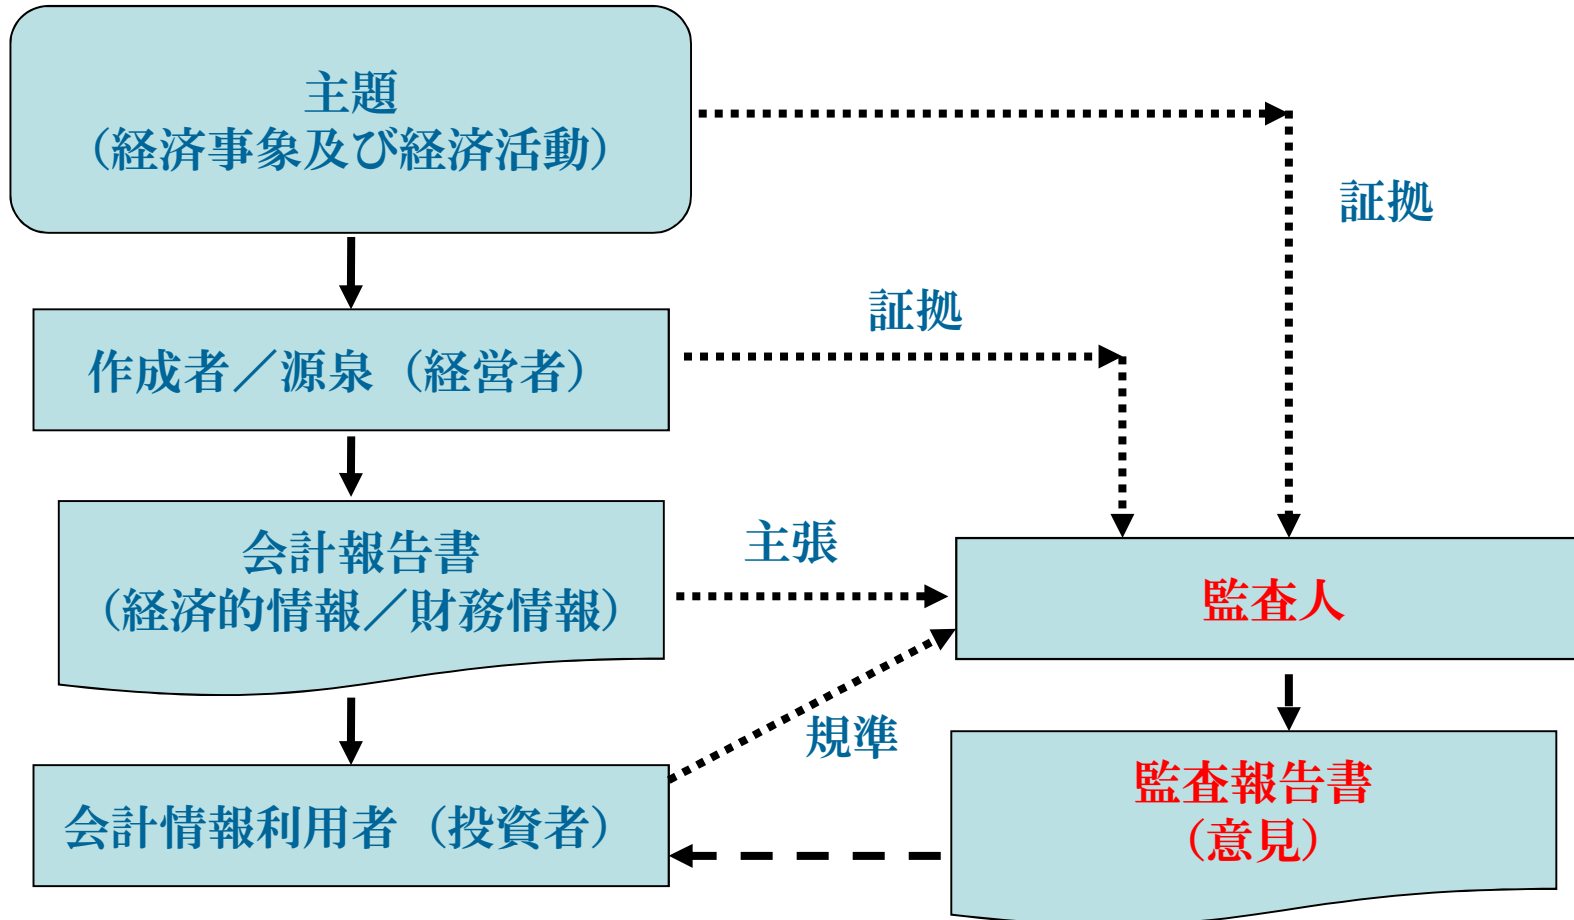 主題
（経済事象及び経済活動）
証拠
証拠
作成者／源泉（経営者）
会計報告書
（経済的情報／財務情報）
主張
監査人
規準
会計情報利用者（投資者）
監査報告書
（意見）